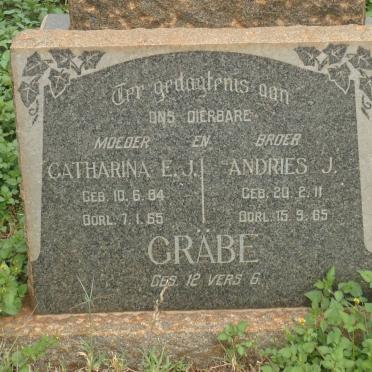 Ter gedagtenis aan
ONS DIERBARE
MOEDER EN BROER
CATHARINA E.J. ANDRIES J.
GEB. 10.6.84 GEB. 20.2.11
OORL. 7.1.65 OORL. 15.9.65
GRÄBE
GES. 12 VERS 6